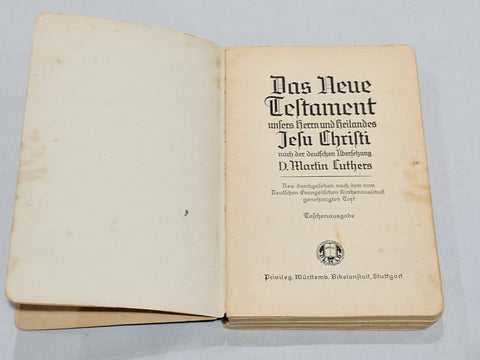 Das Neue
Testament
unsers Herrn und Heilandes
Jesu Christi
nach der deutschen Übersetzung
D. Martin Luthers
Neu durchgesehen nach dem vom
Deutschen Evangelischen Kirchenausschuß
genehmigten Text
Taschenausgabe
Privileg. Württemb. Bibelanstalt, Stuttgart